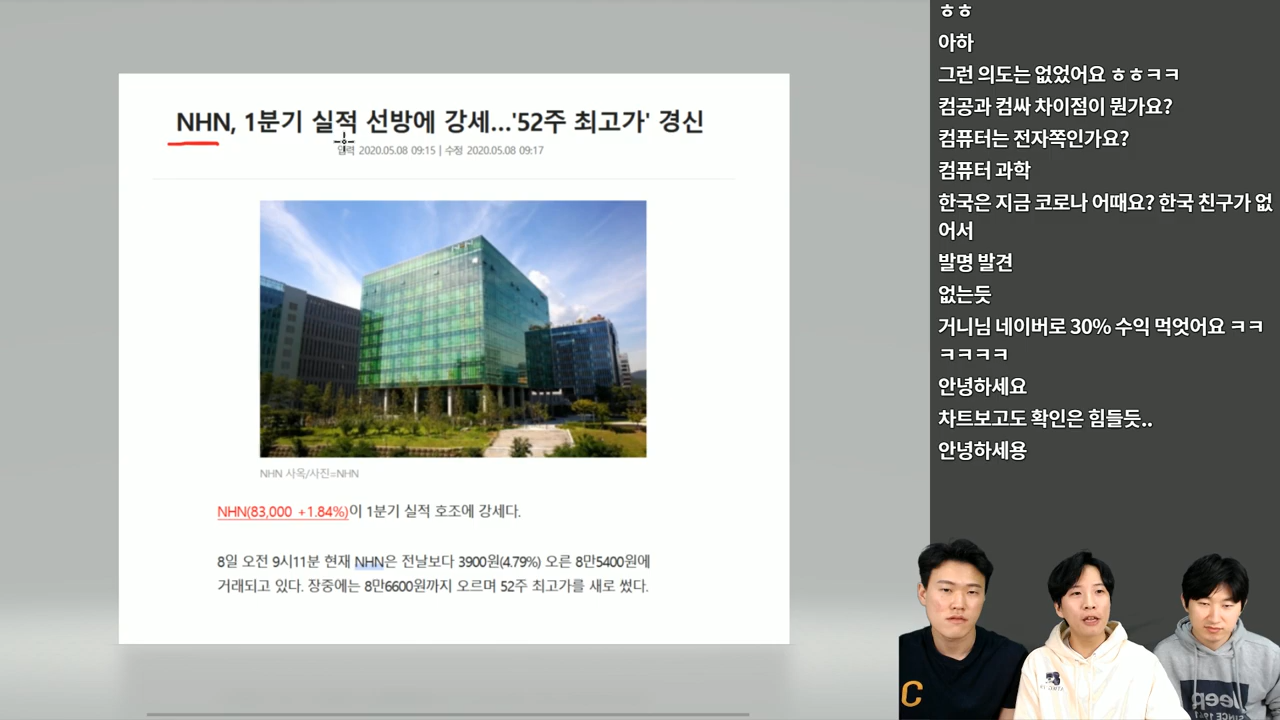 NHN, 1분기 실적 선방에 강세...'52주 최고가' 경신
입력 2020.05.08 09:15 | 수정 2020.05.08 09:17
NHN 사옥/사진=NHN
NHN(83,000 +1.84%)이 1분기 실적 호조에 강세다.
8일 오전 9시11분 현재 NHN은 전날보다 3900원(4.79%) 오른 8만5400원에
거래되고 있다. 장중에는 8만6600원까지 오르며 52주 최고가를 새로 썼다.
ㅎㅎ
아하
그런 의도는 없었어요 ㅎㅎㅋㅋ
컴공과 컴싸 차이점이 뭔가요?
컴퓨터는 전자쪽인가요?
컴퓨터 과학
한국은 지금 코로나 어때요? 한국 친구가 없
어서
발명 발견
없는듯
거니님 네이버로 30% 수익 먹엇어요 ㅋㅋ
ㅋㅋㅋㅋ
안녕하세요
차트보고도 확인은 힘들듯..
안녕하세용
C
Jeep